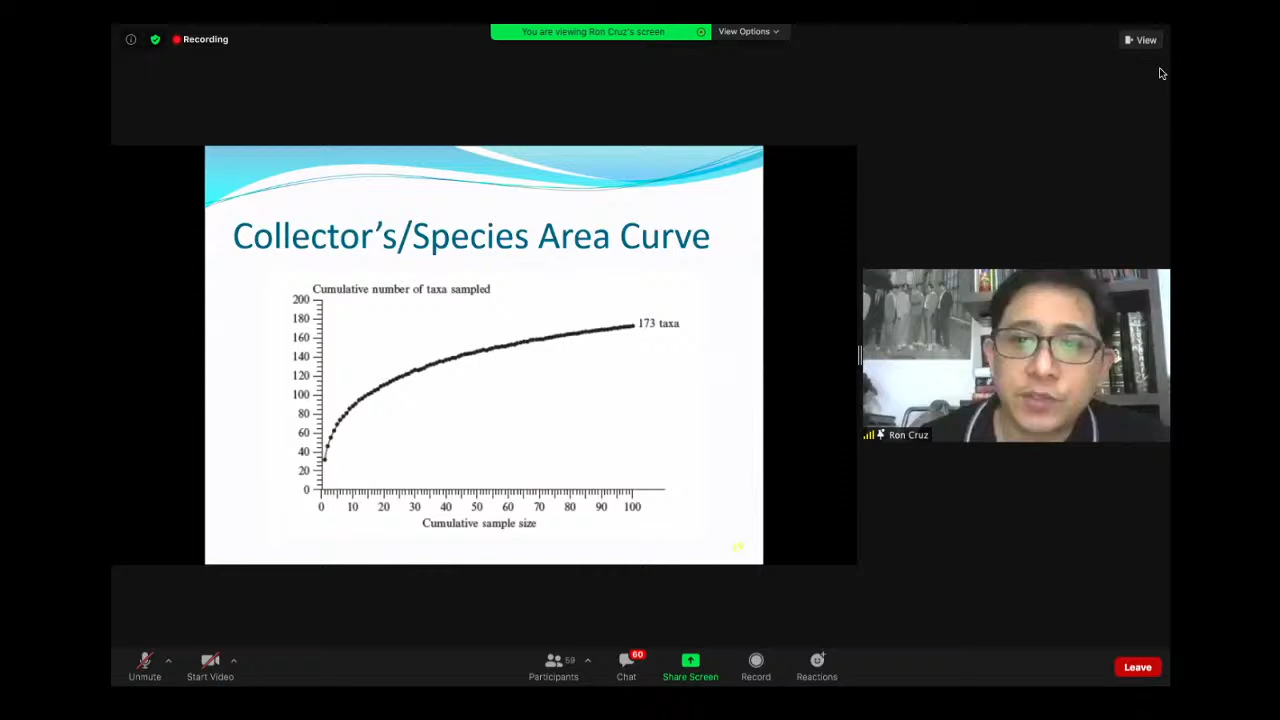 You are viewing Ron Cruz's screen
View Options
Recording
View
Collector's/Species Area Curve
Cumulative number of taxa sampled
200
180
160
140
120
100
80
60
40
20
0
173 taxa
0 10 20 30 40 50 60 70 80 90 100
Cumulative sample size
Ron Cruz
Unmute
Start Video
59
Participants
60
Chat
Share Screen
Record
Reactions
Leave